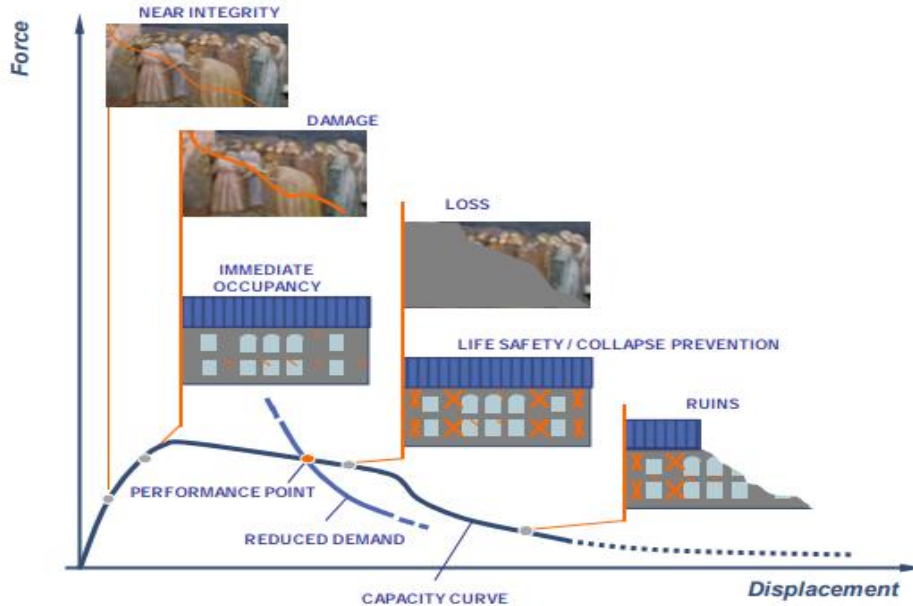 NEAR INTEGRITY
Force
DAMAGE
LOSS
IMMEDIATE
OCCUPANCY
LIFE SAFETY / COLLAPSE PREVENTION
RUINS
PERFORMANCE POINT
REDUCED DEMAND
CAPACITY CURVE
Displacement